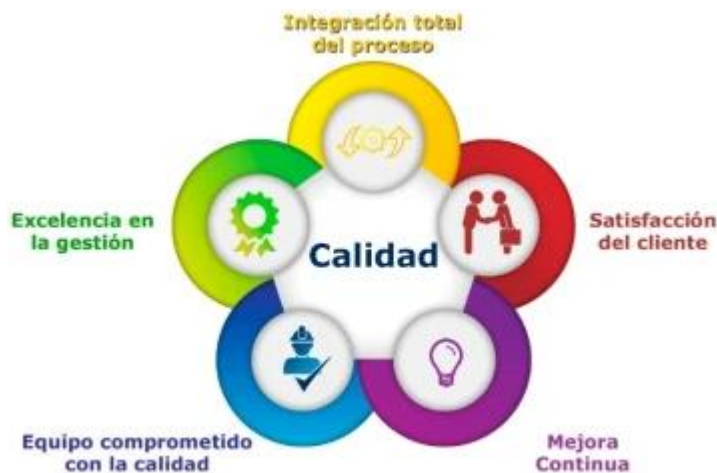 Integración total
del proceso
Excelencia en
la gestión
Calidad
Satisfacción
del cliente
Equipo comprometido
con la calidad
Mejora
Continua